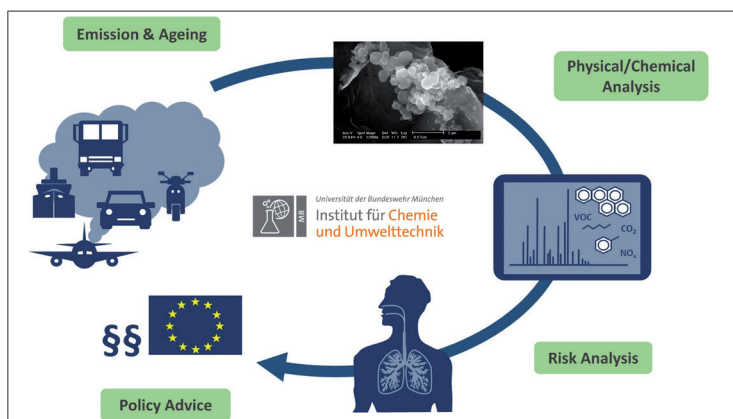 Emission & Ageing
Physical/Chemical
Analysis
VOC
CO₂
NOₓ
Universität der Bundeswehr München
MB
Institut für Chemie
und Umwelttechnik
§§
Risk Analysis
Policy Advice